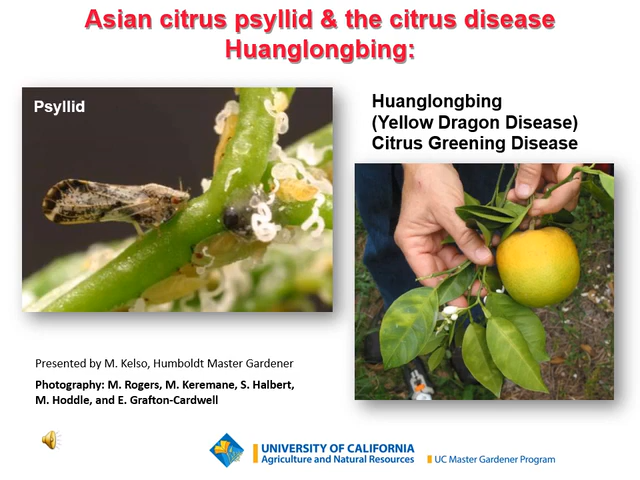 Asian citrus psyllid & the citrus disease
Huanglongbing:
Psyllid
Huanglongbing
(Yellow Dragon Disease)
Citrus Greening Disease
Presented by M. Kelso, Humboldt Master Gardener
Photography: M. Rogers, M. Keremane, S. Halbert,
M. Hoddle, and E. Grafton-Cardwell
UNIVERSITY OF CALIFORNIA
Agriculture and Natural Resources
UC Master Gardener Program